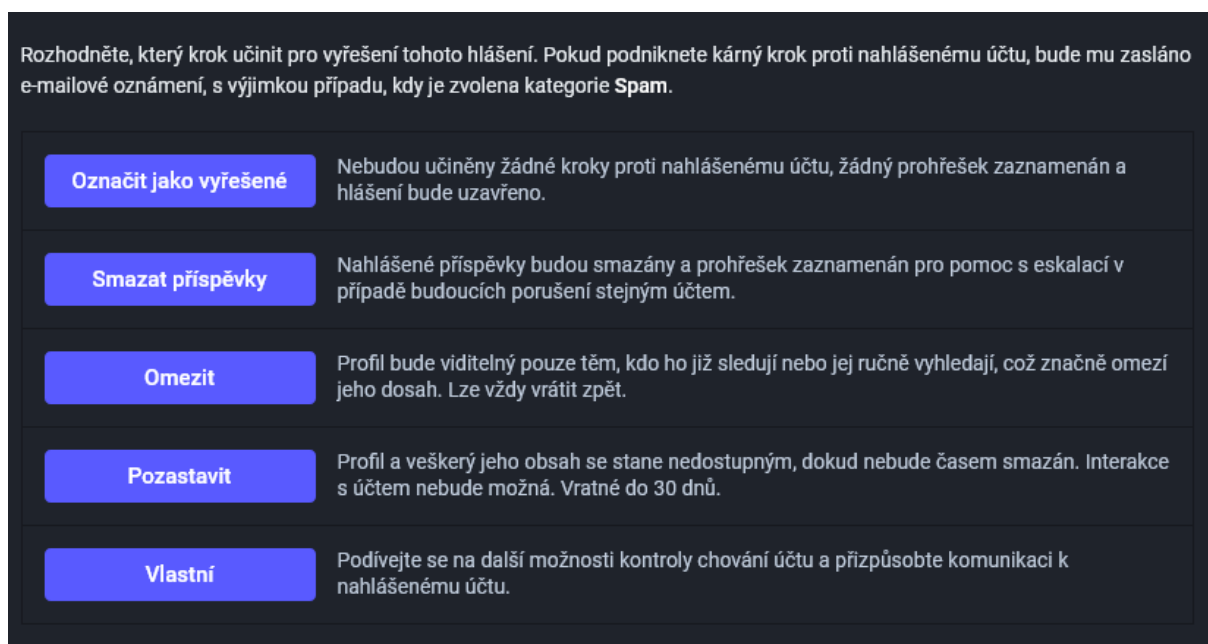 Rozhodněte, který krok učinit pro vyřešení tohoto hlášení. Pokud podniknete kárný krok proti nahlášenému účtu, bude mu zasláno
e-mailové oznámení, s výjimkou případu, kdy je zvolena kategorie Spam.
Označit jako vyřešené
Nebudou učiněny žádné kroky proti nahlášenému účtu, žádný prohřešek zaznamenán a
hlášení bude uzavřeno.
Smazat příspěvky
Nahlášené příspěvky budou smazány a prohřešek zaznamenán pro pomoc s eskalací v
případě budoucích porušení stejným účtem.
Omezit
Profil bude viditelný pouze těm, kdo ho již sledují nebo jej ručně vyhledají, což značně omezí
jeho dosah. Lze vždy vrátit zpět.
Pozastavit
Profil a veškerý jeho obsah se stane nedostupným, dokud nebude časem smazán. Interakce
s účtem nebude možná. Vratné do 30 dnů.
Vlastní
Podívejte se na další možnosti kontroly chování účtu a přizpůsobte komunikaci k
nahlášenému účtu.